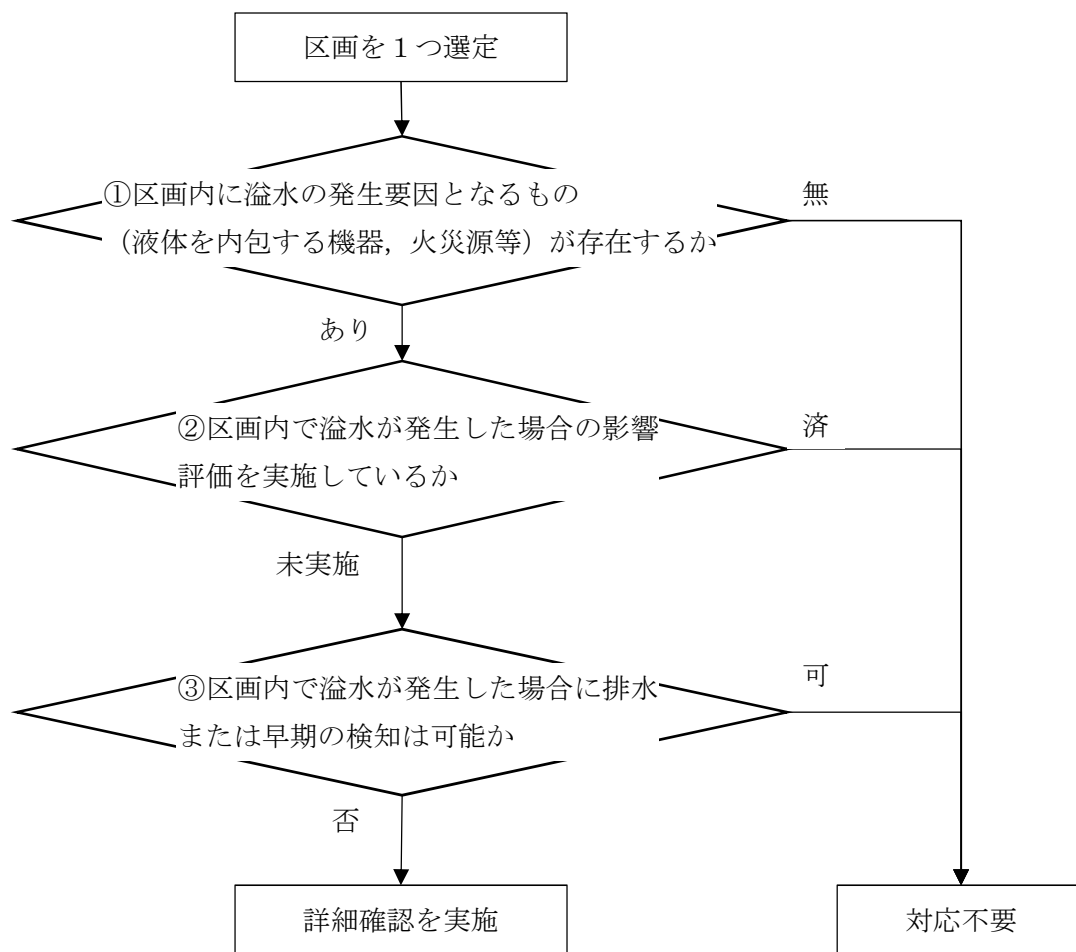 区画を１つ選定
①区画内に溢水の発生要因となるもの
（液体を内包する機器，火災源等）が存在するか
無
あり
②区画内で溢水が発生した場合の影響
評価を実施しているか
済
未実施
③区画内で溢水が発生した場合に排水
または早期の検知は可能か
可
否
詳細確認を実施
対応不要